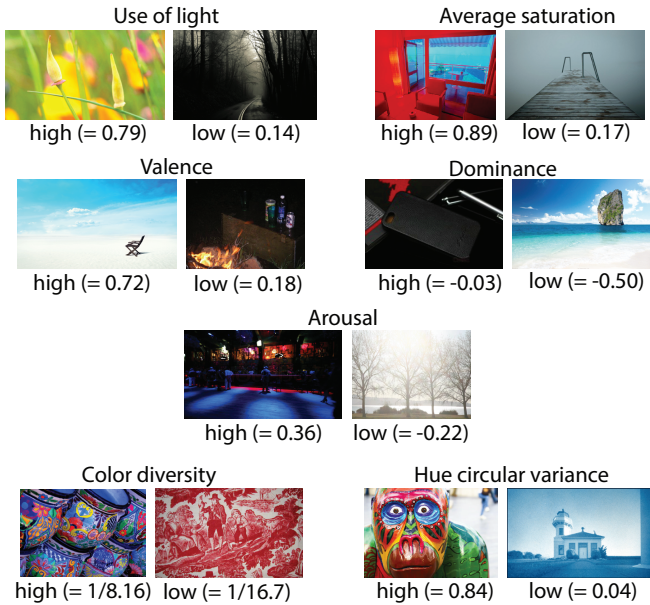 Use of light
Average saturation
high (= 0.79) low (= 0.14)
high (= 0.89) low (= 0.17)
Valence
Dominance
high (= 0.72) low (= 0.18)
high (= -0.03) low (= -0.50)
Arousal
high (= 0.36) low (= -0.22)
Color diversity
Hue circular variance
high (= 1/8.16) low (= 1/16.7)
high (= 0.84) low (= 0.04)